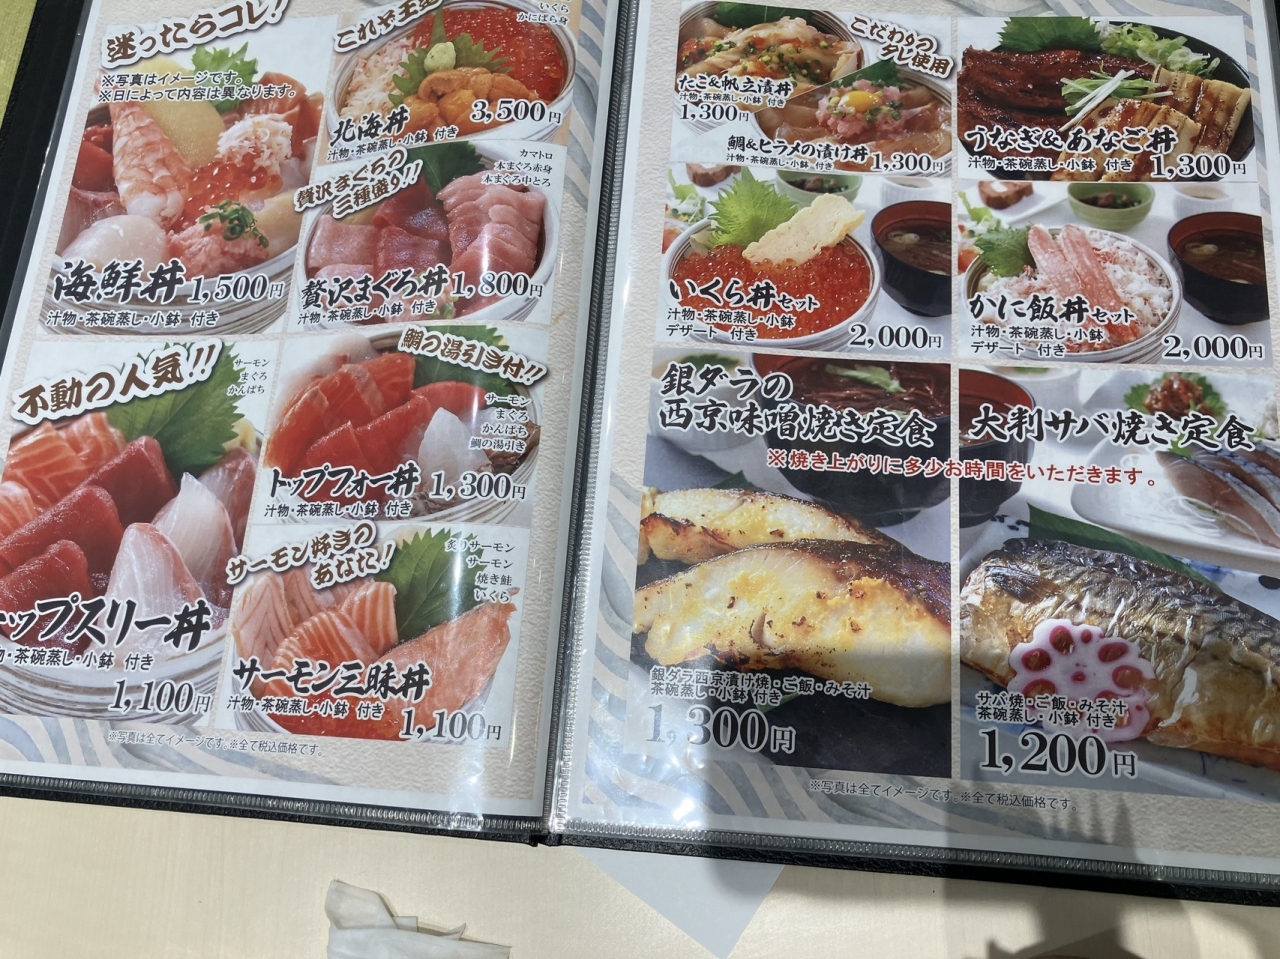 迷ったらコレ!
※写真はイメージです。
※日によって内容は異なります。
海鮮丼 1,500円
汁物・茶碗蒸し・小鉢 付き
いくら
かにばら身
北海丼 3,500円
汁物・茶碗蒸し・小鉢 付き
贅沢まぐろの
三種盛り!!
カマトロ
本まぐろ赤身
本まぐろ中とろ
贅沢まぐろ丼 1,800円
汁物・茶碗蒸し・小鉢 付き
不動の人気!!
サーモン
まぐろ
かんぱち
トップスリー丼
物・茶碗蒸し・小鉢 付き
1,100円
鯛の湯引き付!!
サーモン
まぐろ
かんぱち
鯛の湯引き
トップフォー丼 1,300円
汁物・茶碗蒸し・小鉢 付き
サーモン好きの
あなた!
炙りサーモン
サーモン
焼き鮭
いくら
サーモン三昧丼
汁物・茶碗蒸し・小鉢 付き
1,100円
※写真は全てイメージです。※全て税込価格です。
こだわりの
タレ使用
たこ&帆立漬丼
汁物・茶碗蒸し・小鉢 付き
1,300円
鯛&ヒラメの漬け丼
汁物・茶碗蒸し・小鉢 付き
1,300円
うなぎ&あなご丼
汁物・茶碗蒸し・小鉢 付き 1,300円
いくら丼セット
汁物・茶碗蒸し・小鉢
デザート 付き
2,000円
かに飯丼セット
汁物・茶碗蒸し・小鉢
デザート 付き
2,000円
銀ダラの
西京味噌焼き定食
大判サバ焼き定食
※焼き上がりに多少お時間をいただきます。
銀ダラ西京漬け焼・ご飯・みそ汁
茶碗蒸し・小鉢 付き
1,300円
サバ焼・ご飯・みそ汁
茶碗蒸し・小鉢 付き
1,200円
※写真は全てイメージです。※全て税込価格です。